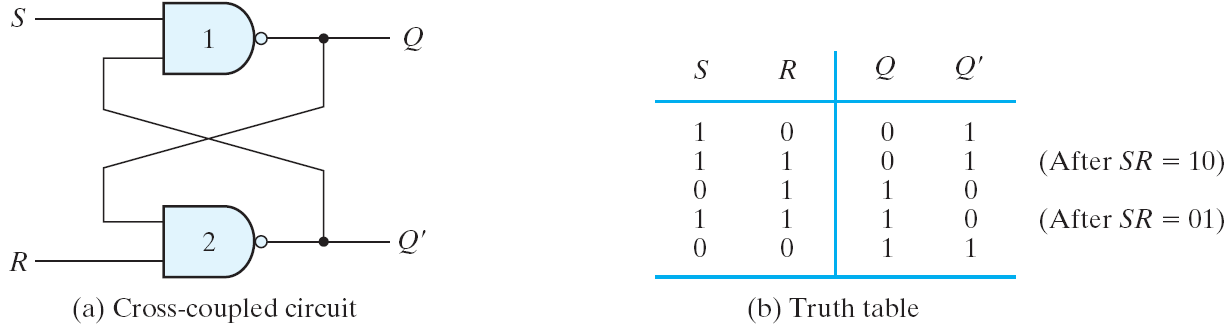 S
1
Q
2
R
Q′
(a) Cross-coupled circuit
S R Q Q′
1 0 0 1
1 1 0 1 (After SR = 10)
0 1 1 0
1 1 1 0 (After SR = 01)
0 0 1 1
(b) Truth table